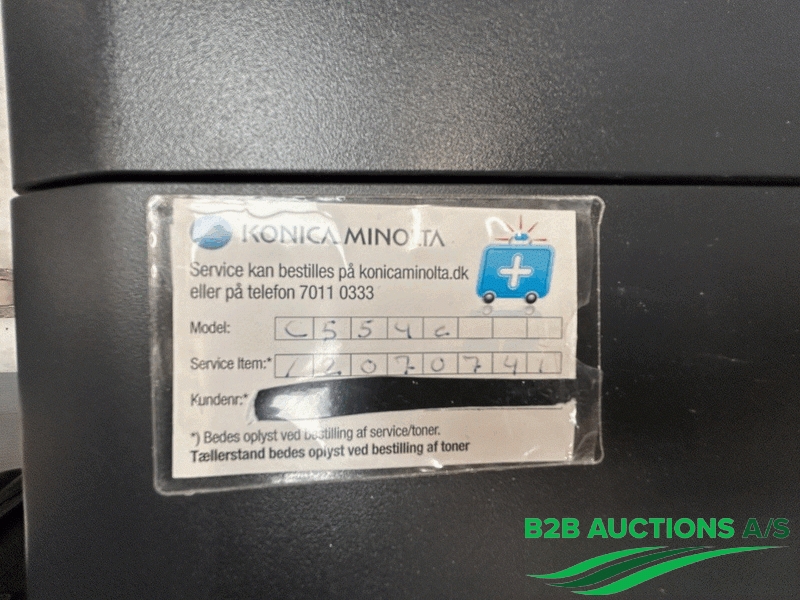 KONICA MINOLTA
Service kan bestilles på konicaminolta.dk
eller på telefon 7011 0333
Model: C554e
Service Item:* 12070741
Kundenr:*
*) Bedes oplyst ved bestilling af service/toner.
Tællerstand bedes oplyst ved bestilling af toner
B2B AUCTIONS A/S